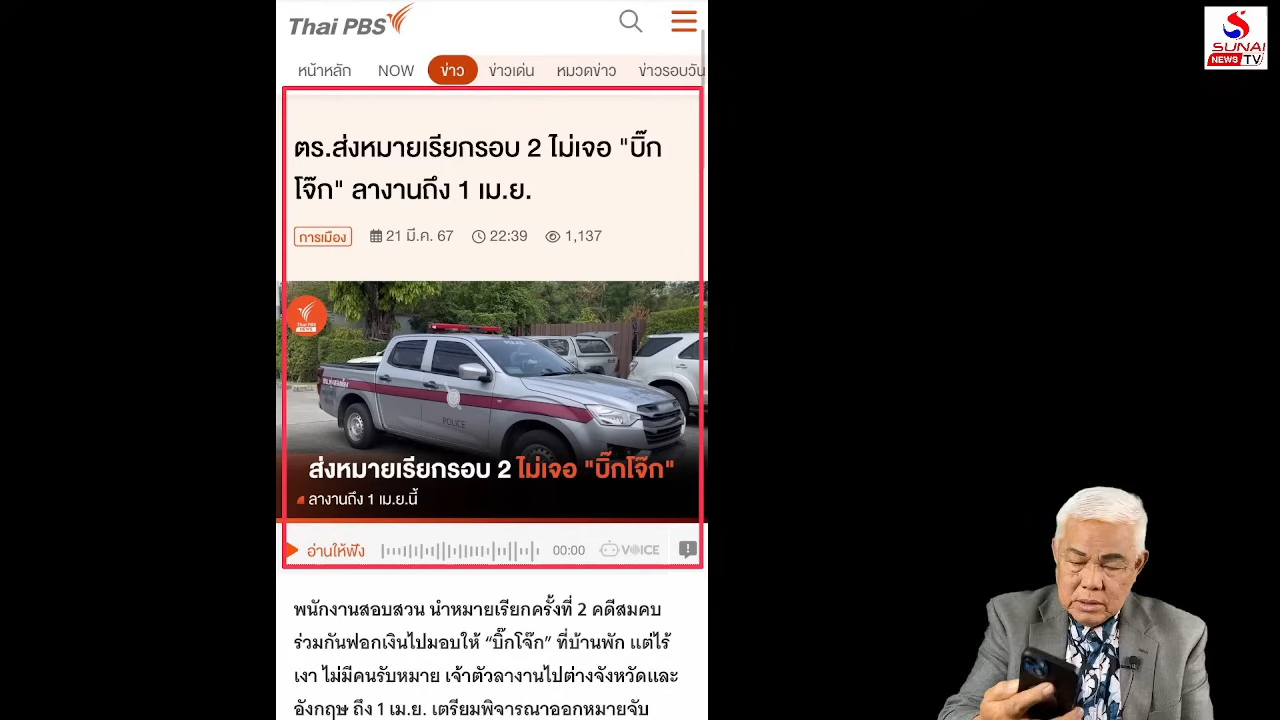 Thai PBS
SUNAI
NEWS TV
หน้าหลัก NOW ข่าว ข่าวเด่น หมวดข่าว ข่าวรอบวัน
ตร.ส่งหมายเรียกรอบ 2 ไม่เจอ "บิ๊ก
โจ๊ก" ลางานถึง 1 เม.ย.
การเมือง 21 มี.ค. 67 22:39 1,137
Thai PBS
NEWS
POLICE
ส่งหมายเรียกรอบ 2 ไม่เจอ "บิ๊กโจ๊ก"
ลางานถึง 1 เม.ย.นี้
อ่านให้ฟัง 00:00 VOICE
พนักงานสอบสวน นำหมายเรียกครั้งที่ 2 คดีสมคบ
ร่วมกันฟอกเงินไปมอบให้ “บิ๊กโจ๊ก” ที่บ้านพัก แต่ไร้
เงา ไม่มีคนรับหมาย เจ้าตัวลางานไปต่างจังหวัดและ
อังกฤษ ถึง 1 เม.ย. เตรียมพิจารณาออกหมายจับ